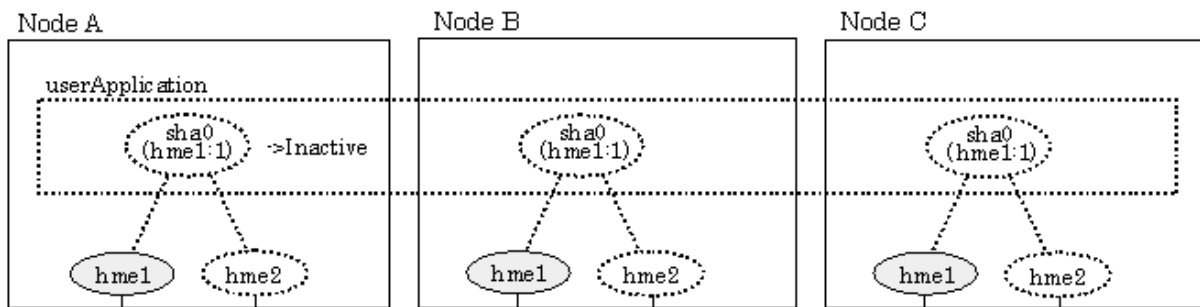 Node A Node B Node C
userApplication
sha0 sha0 sha0
(hme1:1) ->Inactive (hme1:1) (hme1:1)
hme1 hme2 hme1 hme2 hme1 hme2